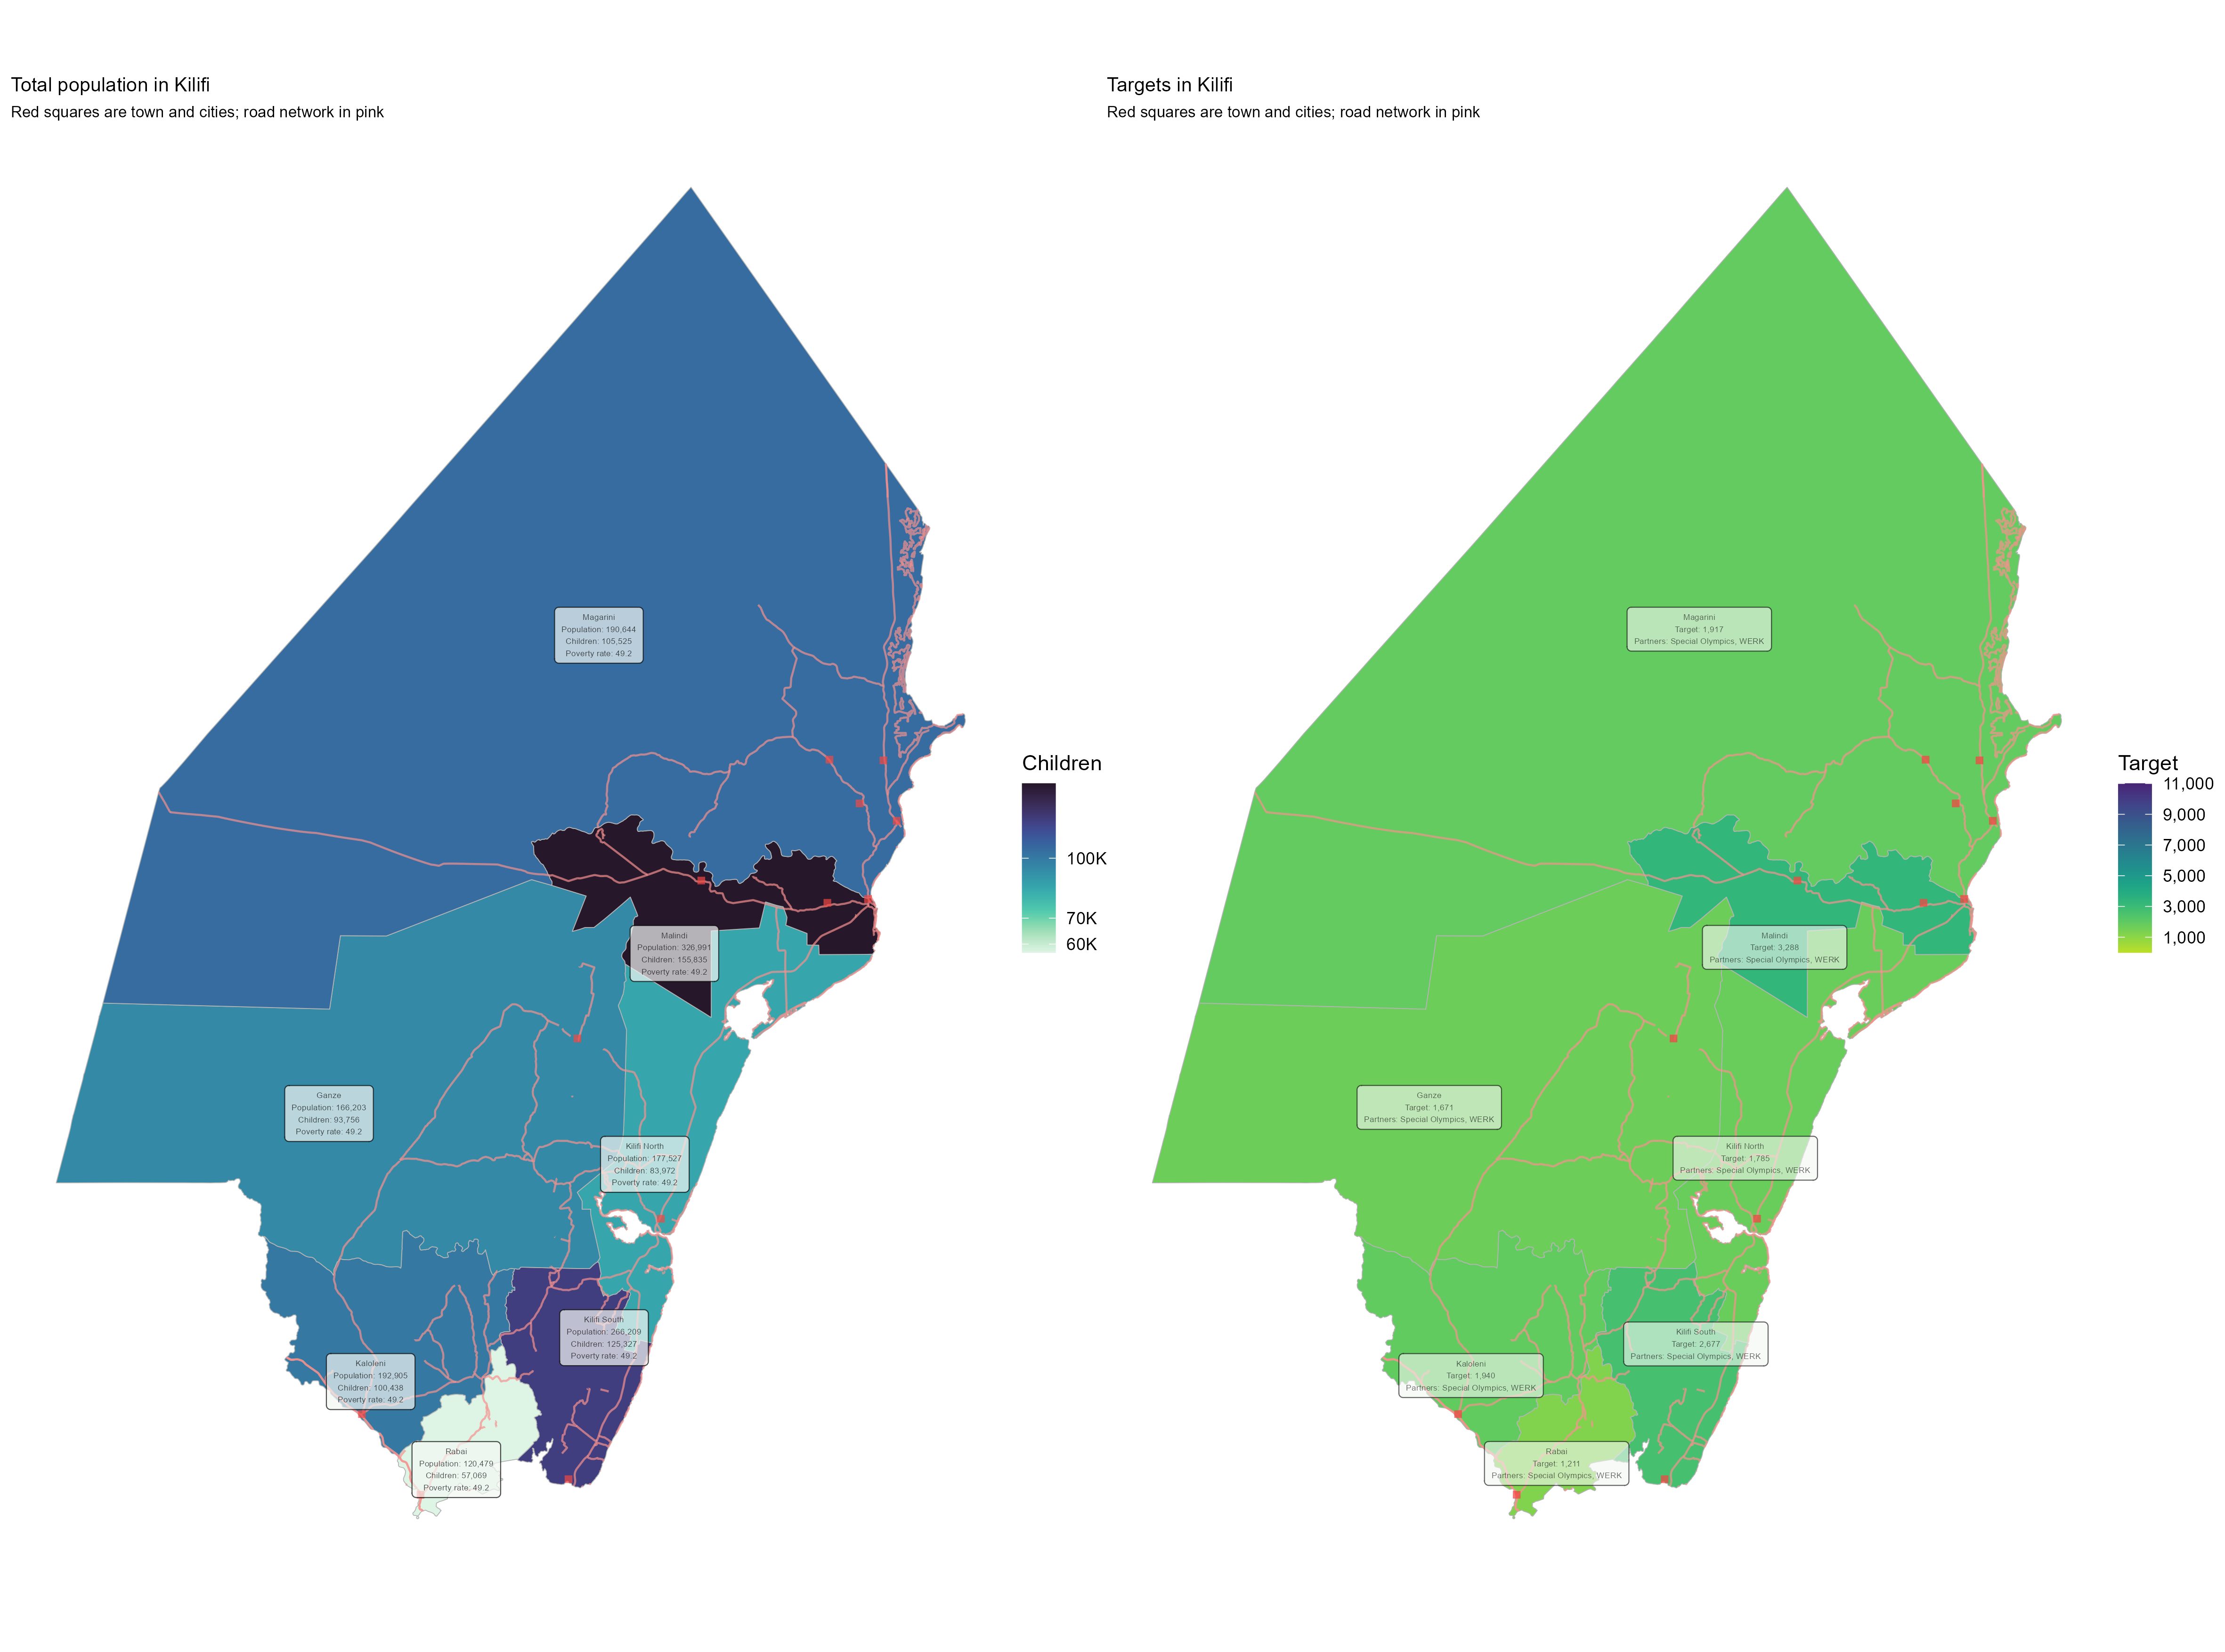 Total population in Kilifi
Red squares are town and cities; road network in pink
Magarini
Population: 190,644
Children: 105,525
Poverty rate: 49.2
Malindi
Population: 326,991
Children: 155,835
Poverty rate: 49.2
Ganze
Population: 166,203
Children: 93,756
Poverty rate: 49.2
Kilifi North
Population: 177,527
Children: 83,972
Poverty rate: 49.2
Kilifi South
Population: 266,209
Children: 125,327
Poverty rate: 49.2
Kaloleni
Population: 192,905
Children: 100,438
Poverty rate: 49.2
Rabai
Population: 120,479
Children: 57,069
Poverty rate: 49.2
Children
100K
70K
60K
Targets in Kilifi
Red squares are town and cities; road network in pink
Magarini
Target: 1,917
Partners: Special Olympics, WERK
Malindi
Target: 3,288
Partners: Special Olympics, WERK
Ganze
Target: 1,671
Partners: Special Olympics, WERK
Kilifi North
Target: 1,785
Partners: Special Olympics, WERK
Kilifi South
Target: 2,677
Partners: Special Olympics, WERK
Kaloleni
Target: 1,940
Partners: Special Olympics, WERK
Rabai
Target: 1,211
Partners: Special Olympics, WERK
Target
11,000
9,000
7,000
5,000
3,000
1,000